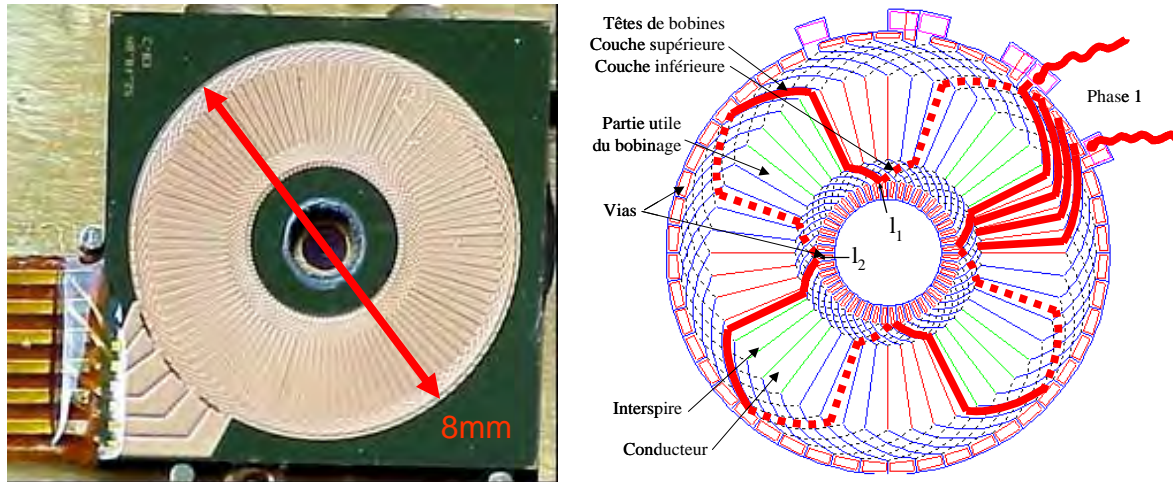 8mm
Têtes de bobines
Couche supérieure
Couche inférieure
Phase 1
Partie utile
du bobinage
Vias
l1
l2
Interspire
Conducteur